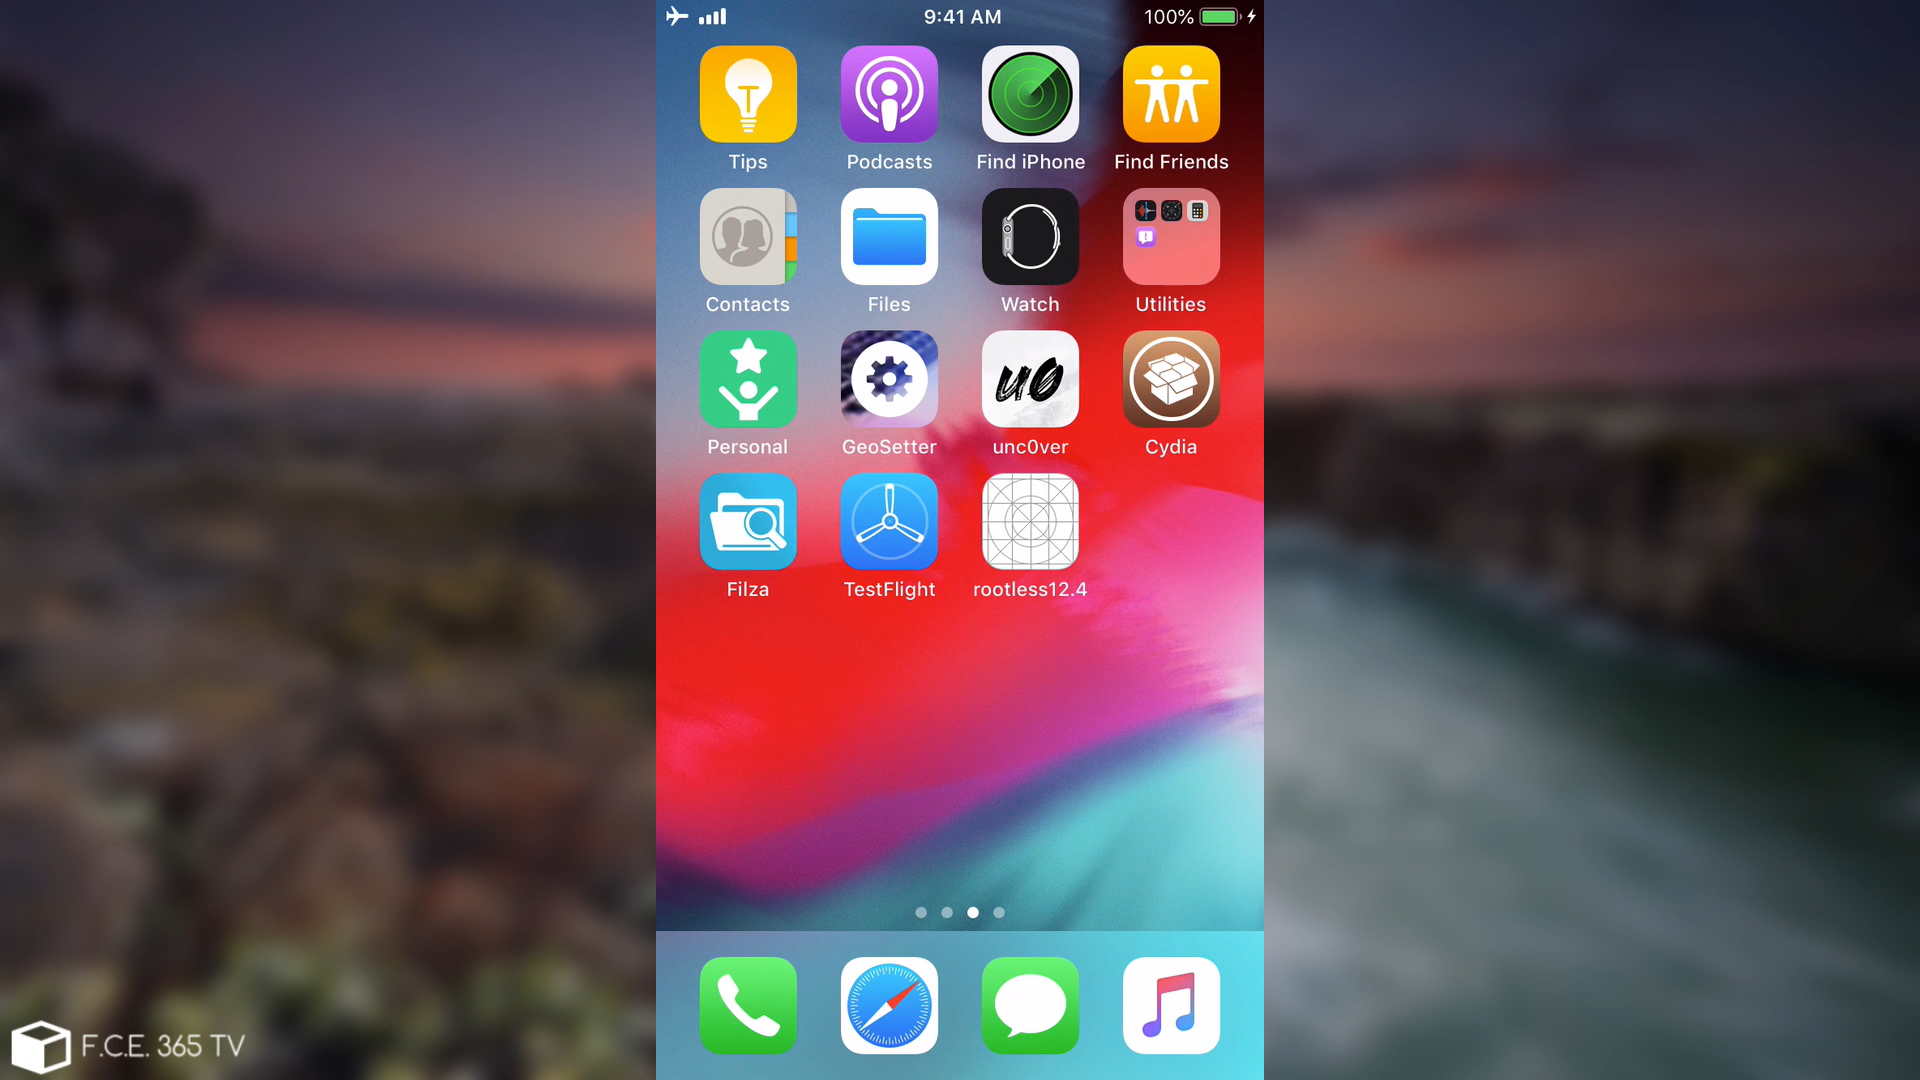 9:41 AM
100%
Tips
Podcasts
Find iPhone
Find Friends
Contacts
Files
Watch
Utilities
Personal
GeoSetter
u0
unc0ver
Cydia
Filza
TestFlight
rootless12.4
F.C.E. 365 TV